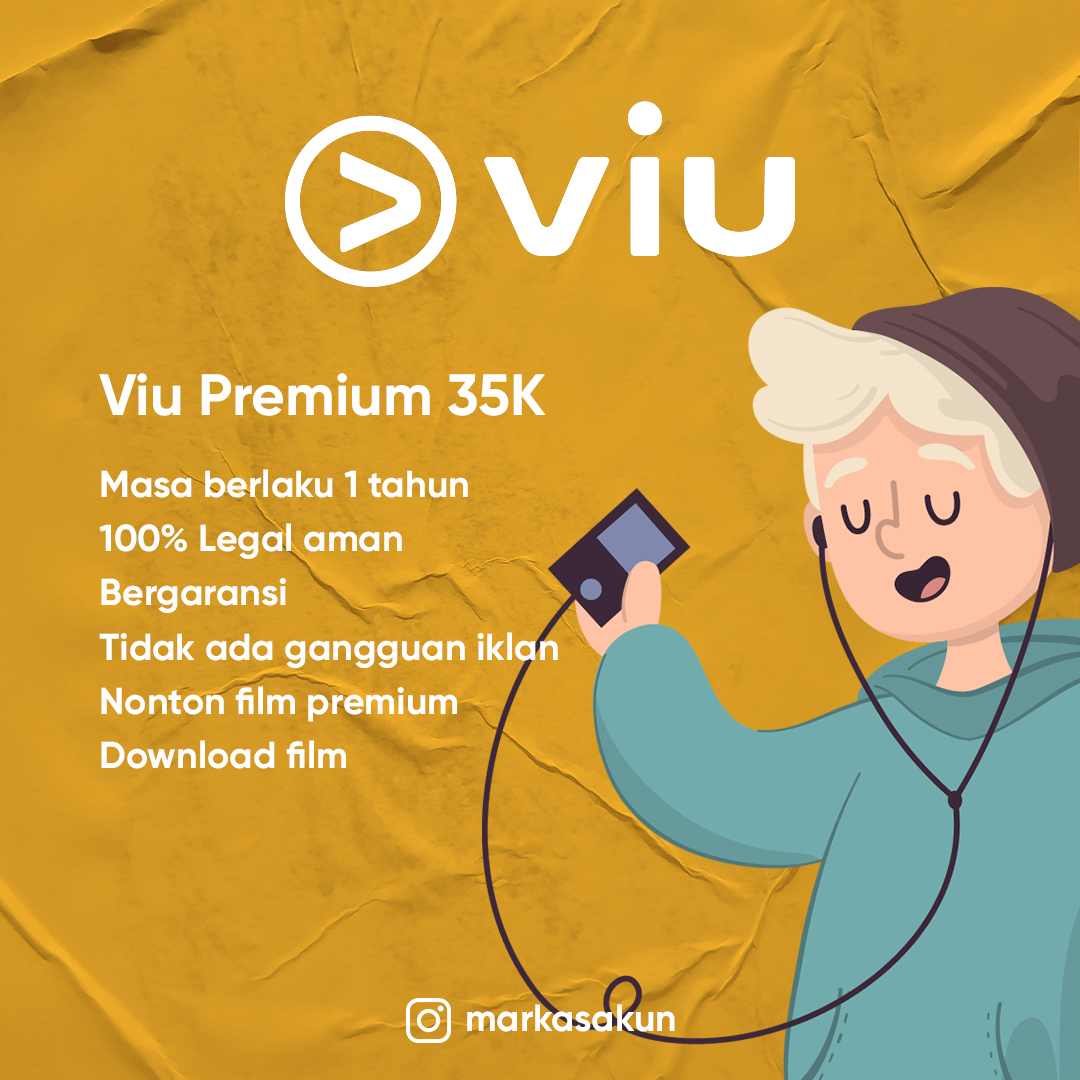 viu
Viu Premium 35K
Masa berlaku 1 tahun
100% Legal aman
Bergaransi
Tidak ada gangguan iklan
Nonton film premium
Download film
markasakun